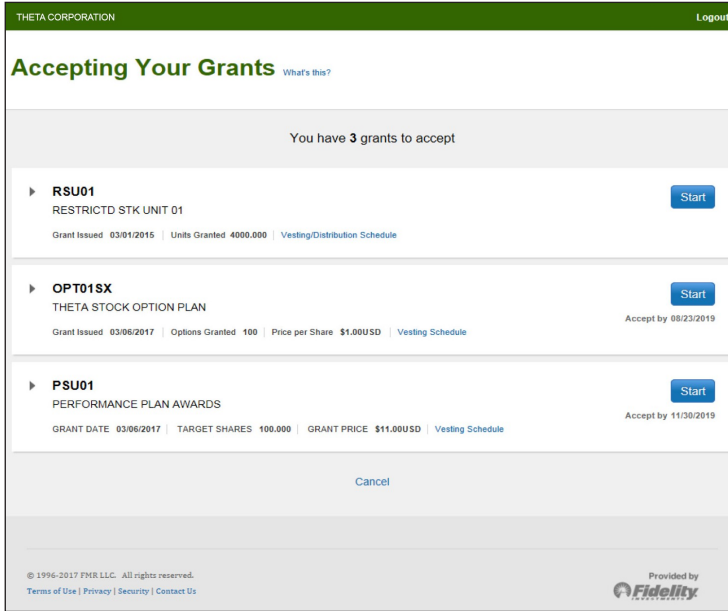 THETA CORPORATION Logout
Accepting Your Grants What's this?
You have 3 grants to accept
RSU01 Start
RESTRICTD STK UNIT 01
Grant Issued 03/01/2015 | Units Granted 4000.000 | Vesting/Distribution Schedule
OPT01SX Start
THETA STOCK OPTION PLAN
Accept by 08/23/2019
Grant Issued 03/06/2017 | Options Granted 100 | Price per Share $1.00USD | Vesting Schedule
PSU01 Start
PERFORMANCE PLAN AWARDS
Accept by 11/30/2019
GRANT DATE 03/06/2017 | TARGET SHARES 100.000 | GRANT PRICE $11.00USD | Vesting Schedule
Cancel
© 1996-2017 FMR LLC. All rights reserved. Provided by
Terms of Use | Privacy | Security | Contact Us Fidelity
INVESTMENTS